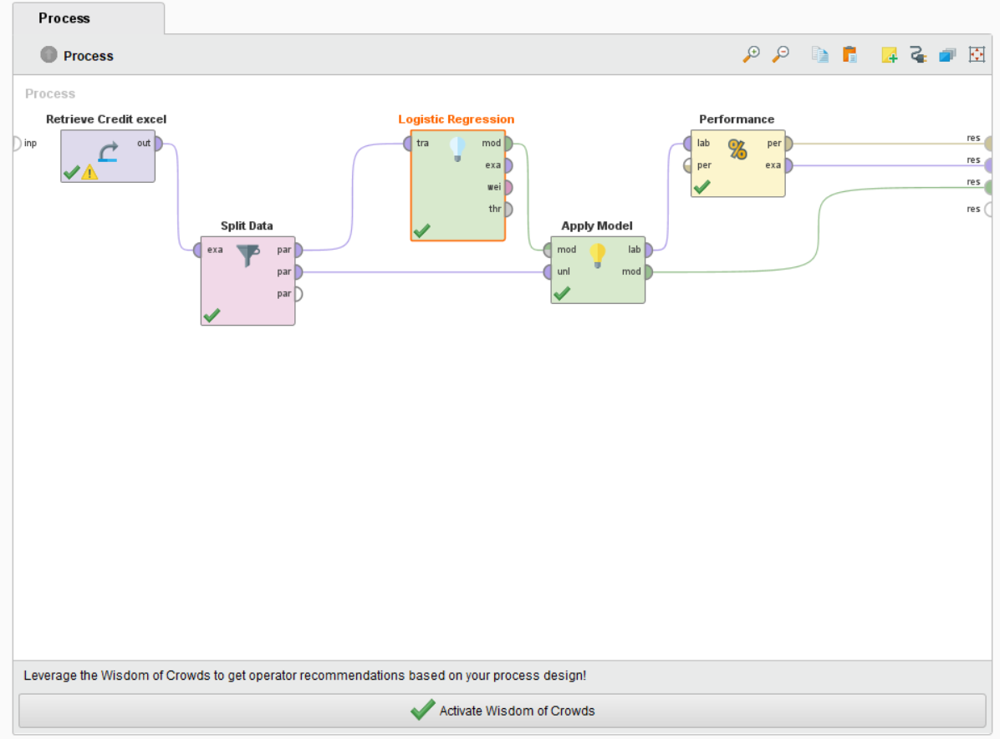 Process
Process
Process
Retrieve Credit excel
Logistic Regression
Performance
inp
out
tra
mod
exa
wei
thr
lab
per
per
exa
res
res
res
res
Split Data
Apply Model
exa
par
par
par
mod
lab
unl
mod
%
Leverage the Wisdom of Crowds to get operator recommendations based on your process design!
Activate Wisdom of Crowds